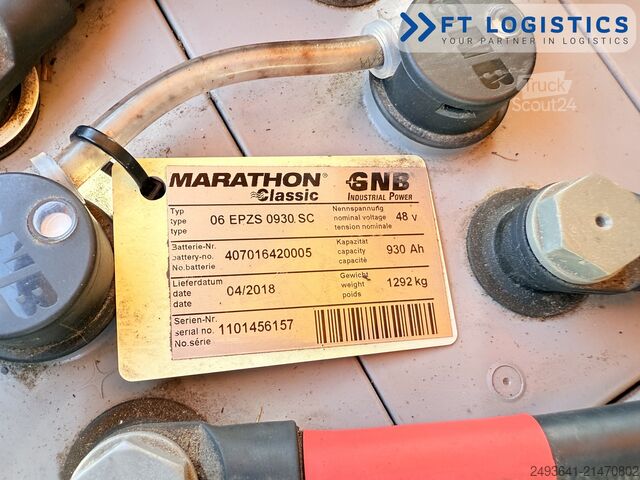 FT LOGISTICS
YOUR PARTNER IN LOGISTICS
Truck
Scout24
MARATHON®
Classic
GNB
INDUSTRIAL POWER
Typ
type
type
06 EPZS 0930 SC
Nennspannung
nominal voltage
tension nominale
48 V
Batterie-Nr.
battery-no.
No.batterie
407016420005
Kapazität
capacity
capacité
930 Ah
Lieferdatum
date
date
04/2018
Gewicht
weight
poids
1292 kg
Serien-Nr.
serial no.
No.série
1101456157
2493641-21470802